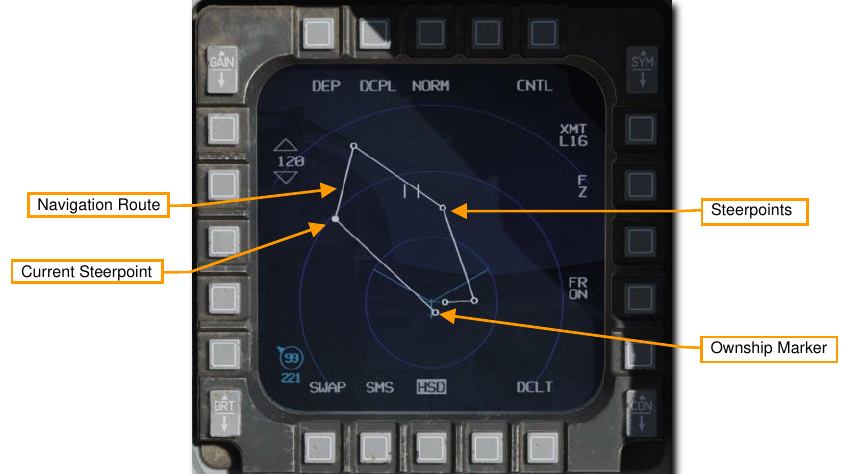 GAIN
SYM
DEP DCPL NORM CNTL
XMT
L16
120
F
Z
Navigation Route
Steerpoints
Current Steerpoint
FR
ON
Ownship Marker
99
221
SWAP SMS HSD DCLT
BRT
CON